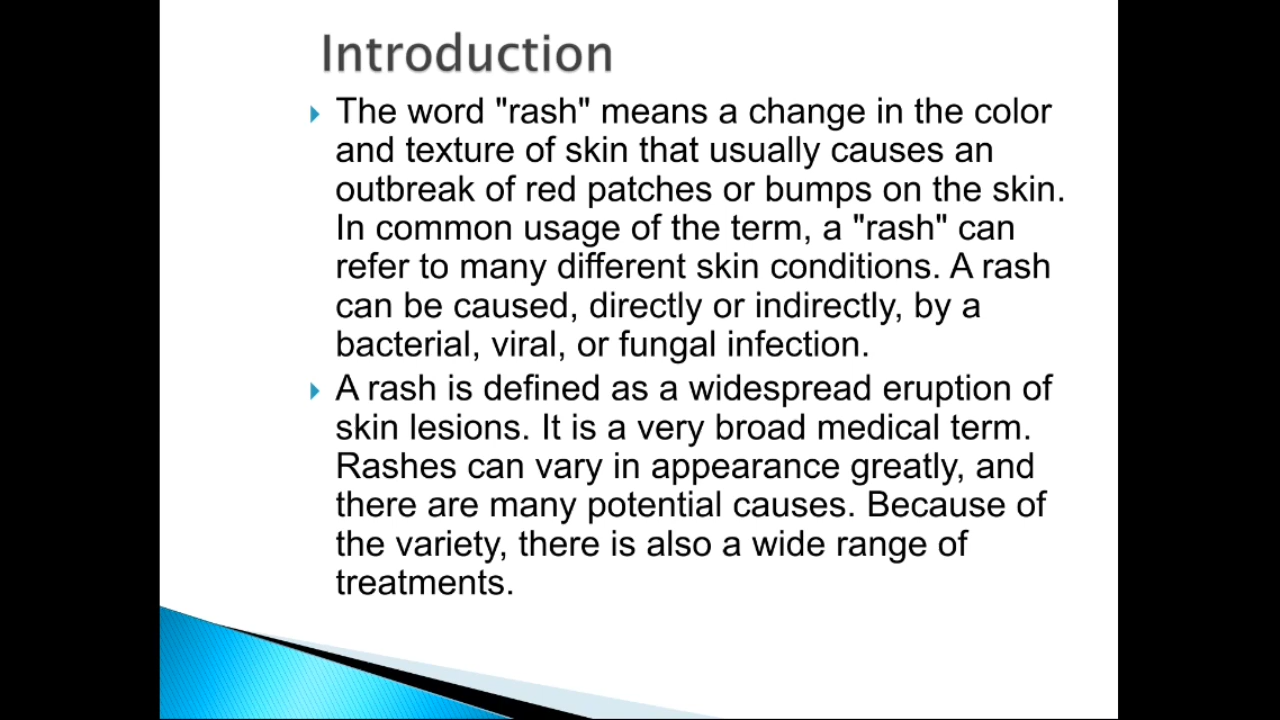 Introduction
The word "rash" means a change in the color
and texture of skin that usually causes an
outbreak of red patches or bumps on the skin.
In common usage of the term, a "rash" can
refer to many different skin conditions. A rash
can be caused, directly or indirectly, by a
bacterial, viral, or fungal infection.
A rash is defined as a widespread eruption of
skin lesions. It is a very broad medical term.
Rashes can vary in appearance greatly, and
there are many potential causes. Because of
the variety, there is also a wide range of
treatments.